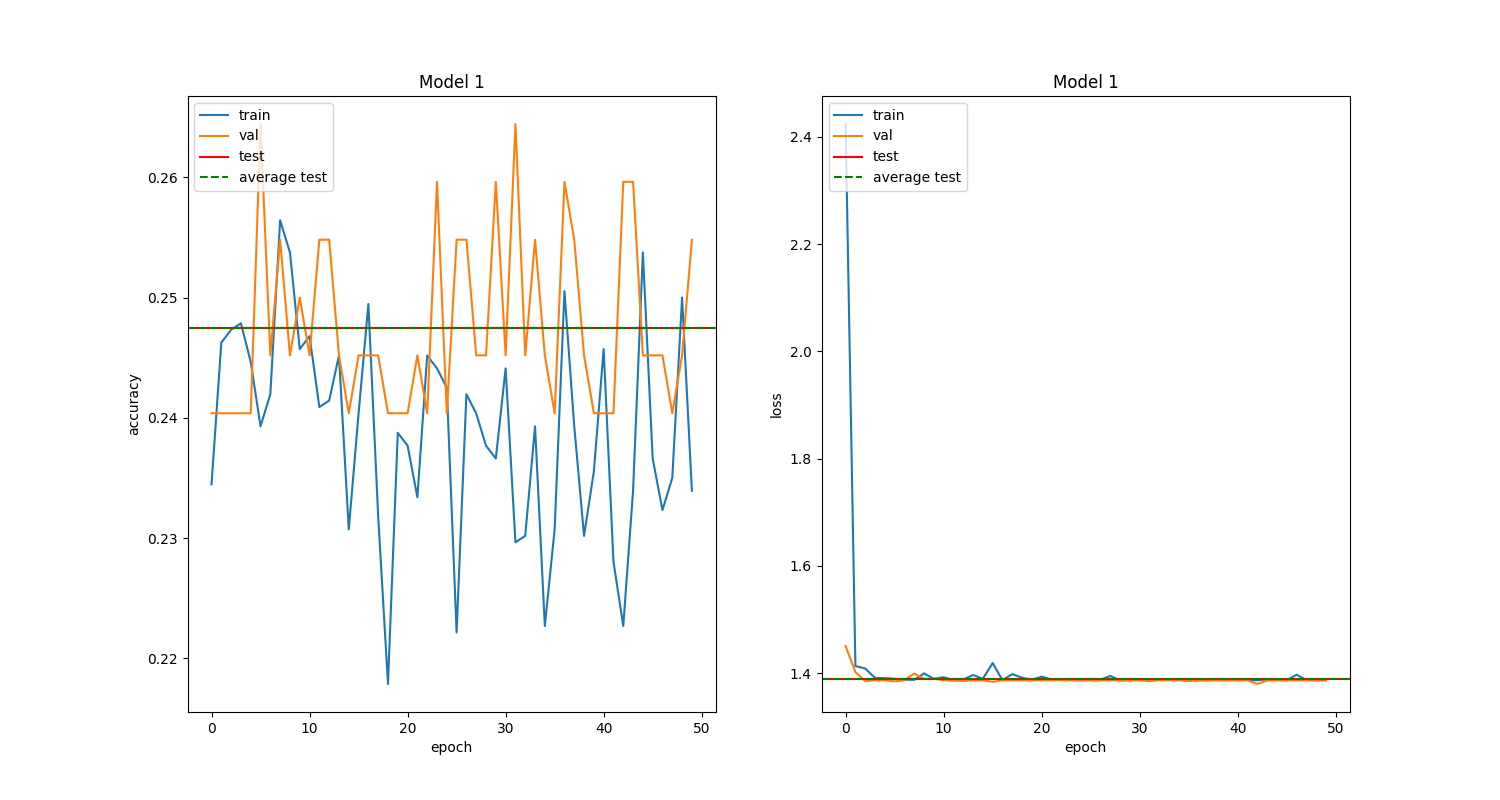 Model 1
train
val
test
average test
0.26
0.25
0.24
0.23
0.22
accuracy
0 10 20 30 40 50
epoch
Model 1
train
val
test
average test
2.4
2.2
2.0
1.8
1.6
1.4
loss
0 10 20 30 40 50
epoch